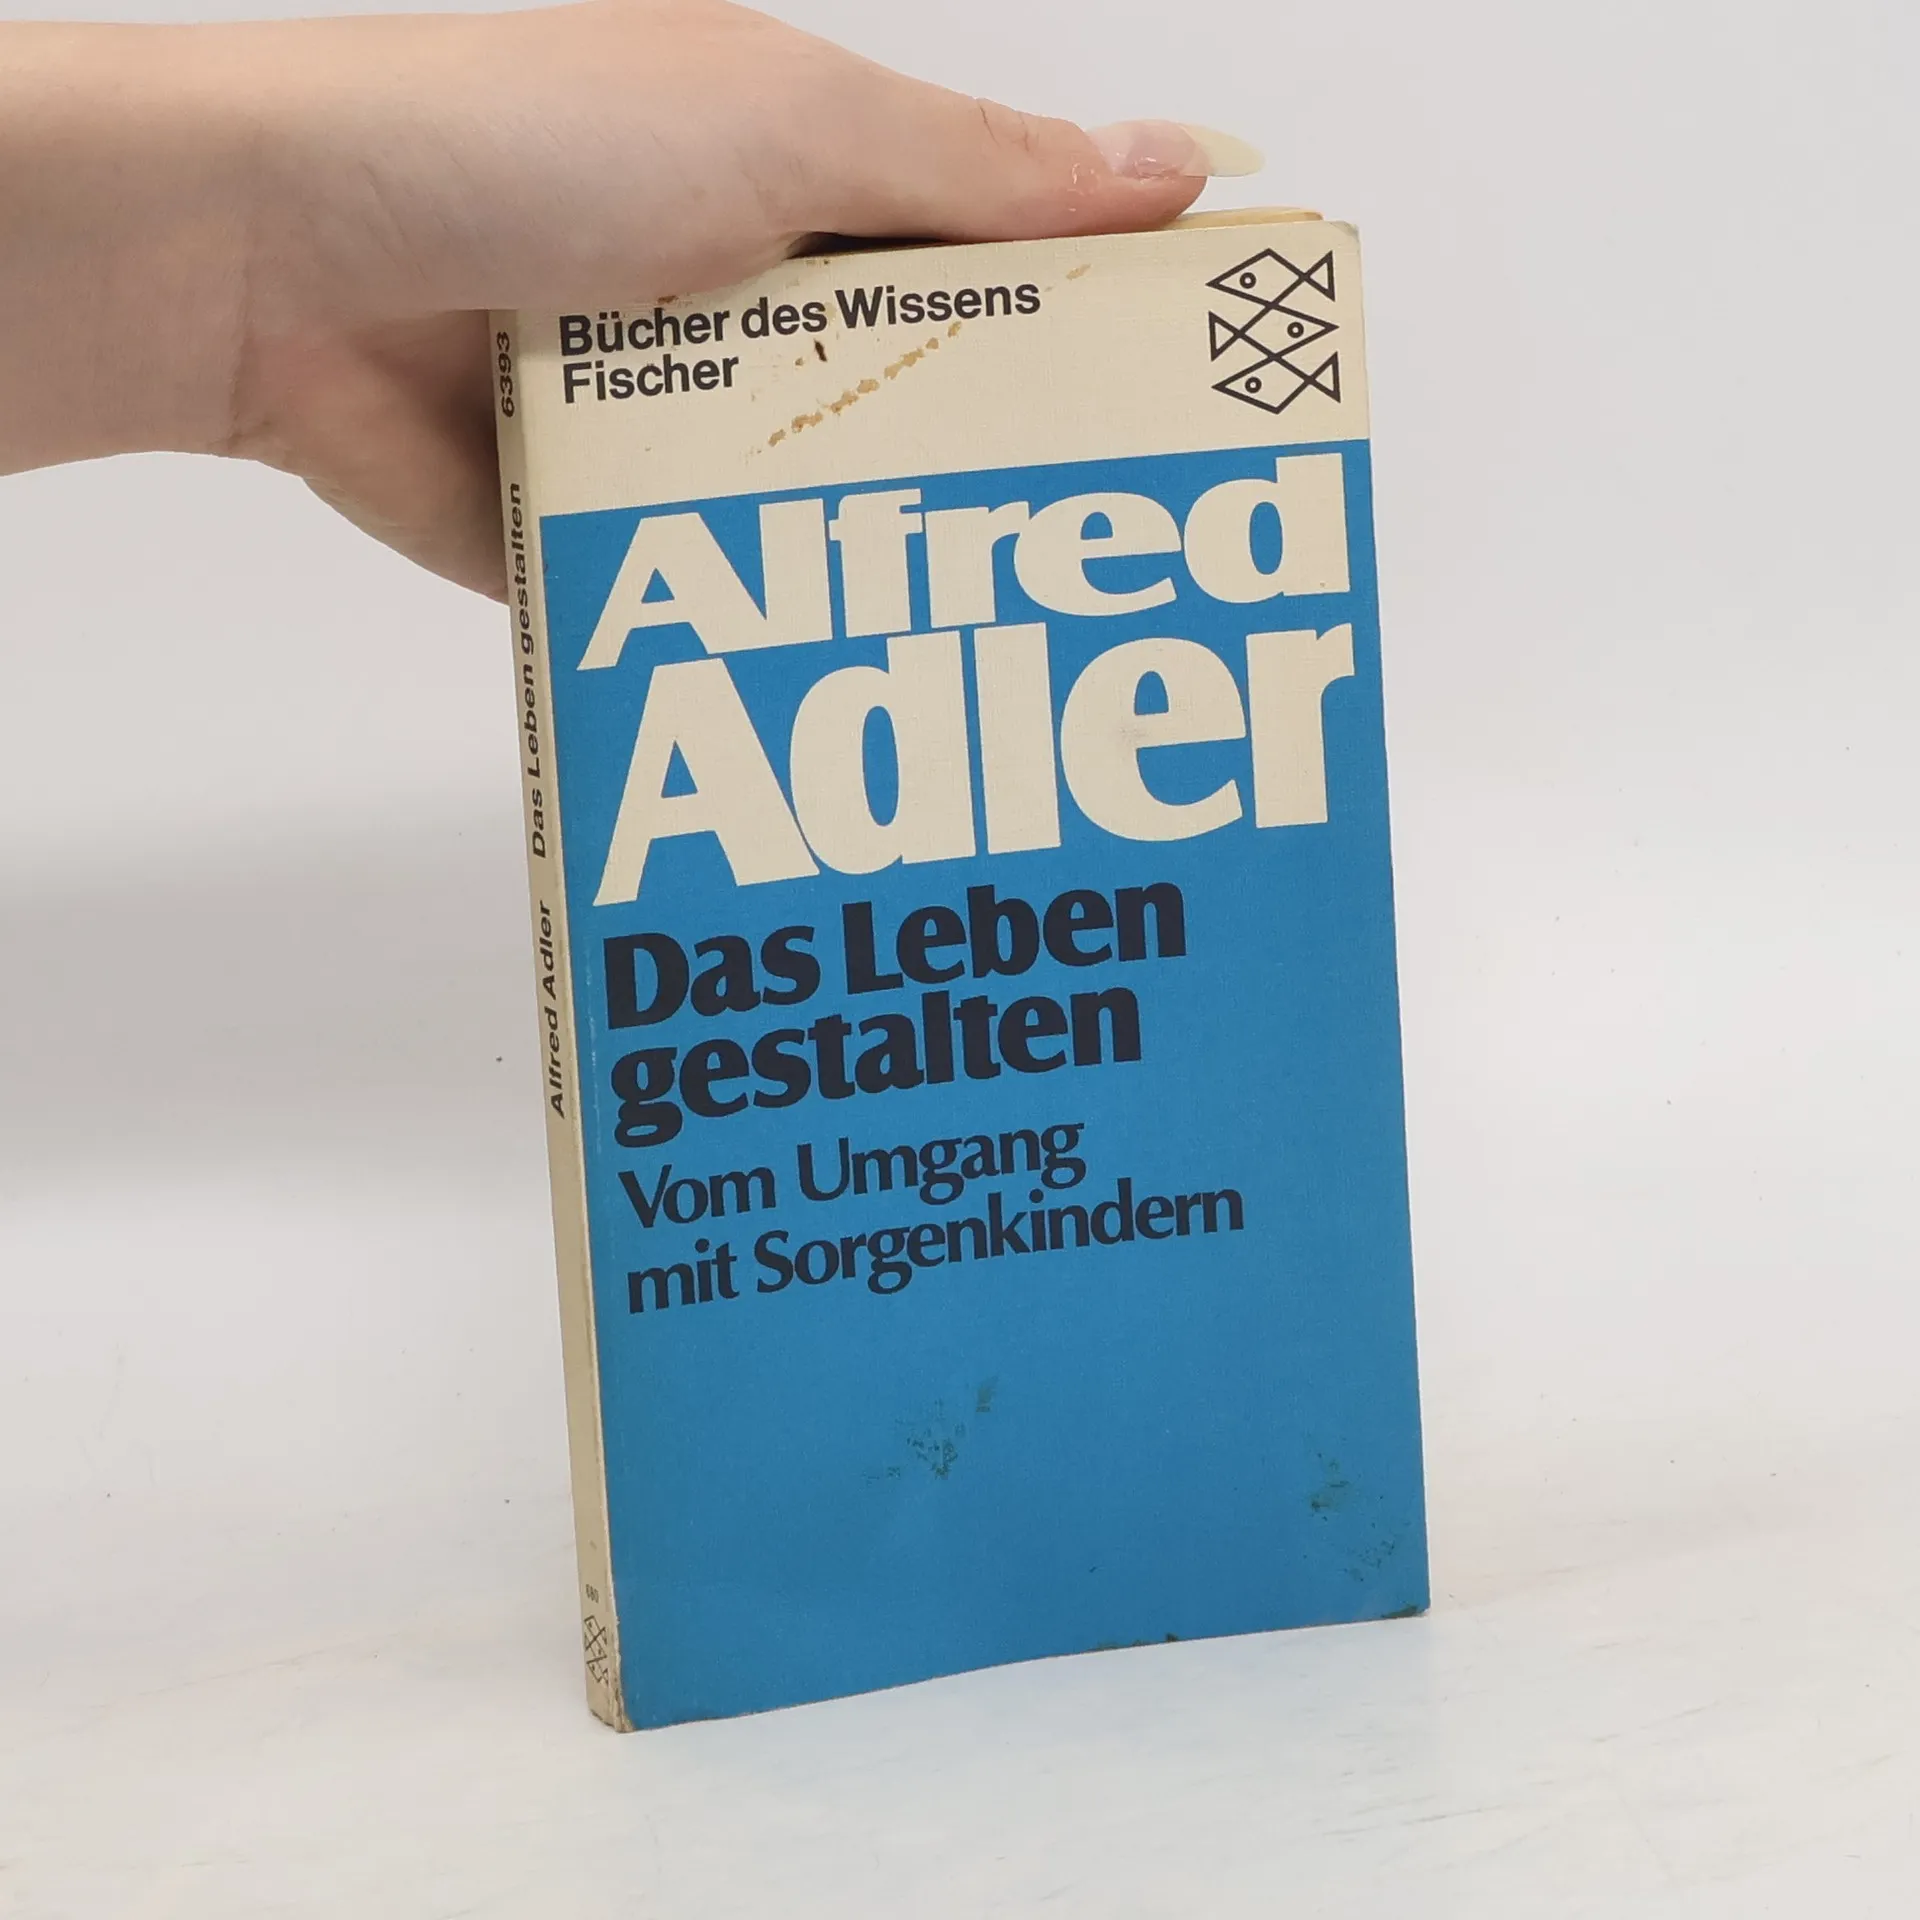 Bücher des Wissens
Fischer
Alfred
Adler
Das Leben
gestalten
Vom Umgang
mit Sorgenkindern
Alfred Adler Das Leben gestalten 6393
680